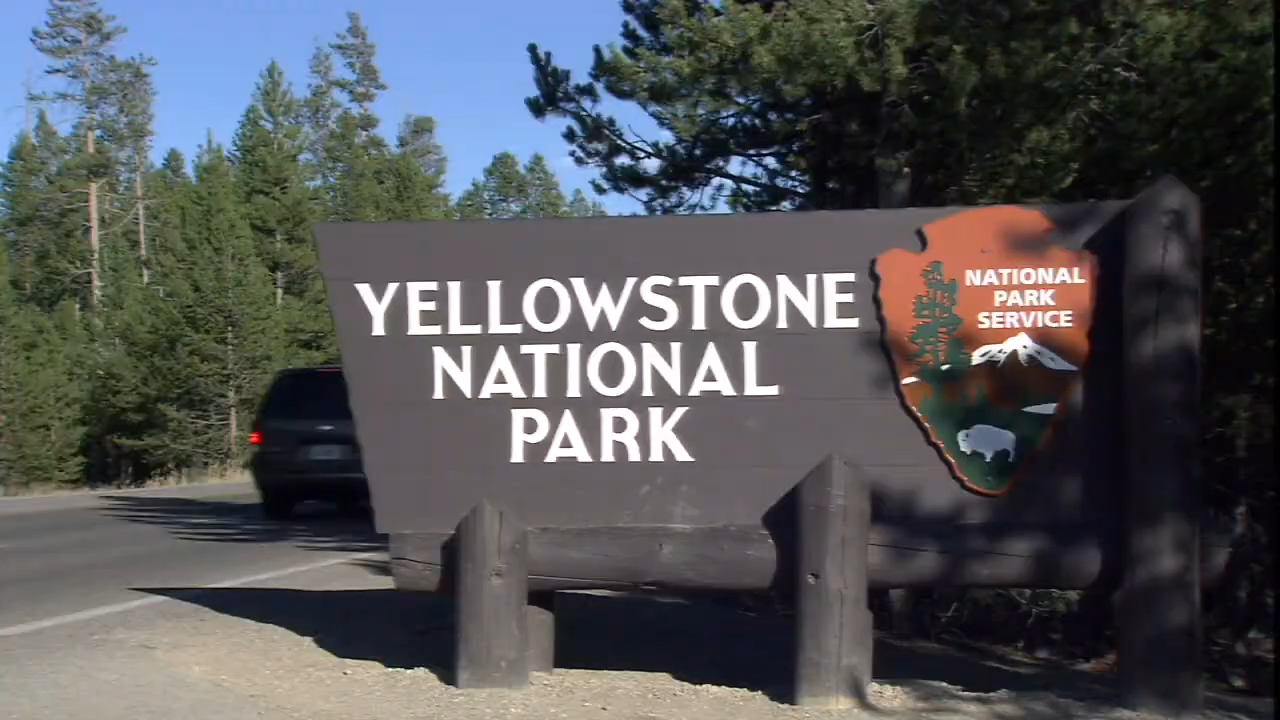 YELLOWSTONE
NATIONAL
PARK
NATIONAL
PARK
SERVICE